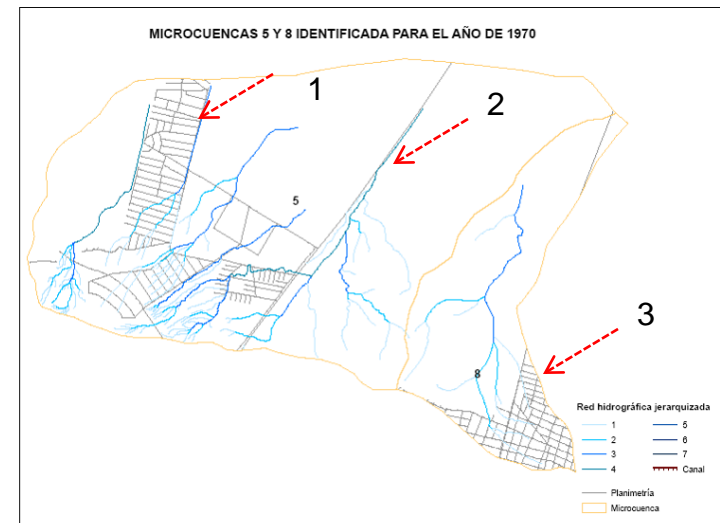 MICROCUENCAS 5 Y 8 IDENTIFICADA PARA EL AÑO DE 1970
1
2
5
3
8
Red hidrográfica jerarquizada
1 5
2 6
3 7
4 Canal
Planimetría
Microcuenca